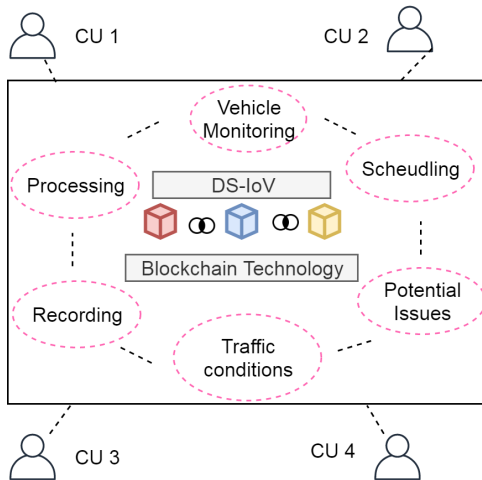 CU 1
CU 2
Vehicle
Monitoring
Processing
Scheudling
DS-IoV
Blockchain Technology
Recording
Potential
Issues
Traffic
conditions
CU 3
CU 4